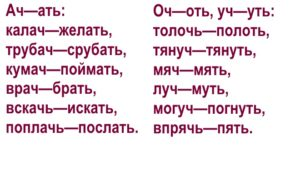 Ач—ать:
калач—желать,
трубач—срубать,
кумач—поймать,
врач—брать,
вскачь—искать,
поплачь—послать.
Оч—оть, уч—уть:
толочь—полоть,
тянуч—тянуть,
мяч—мять,
луч—муть,
могуч—погнуть,
впрячь—пять.